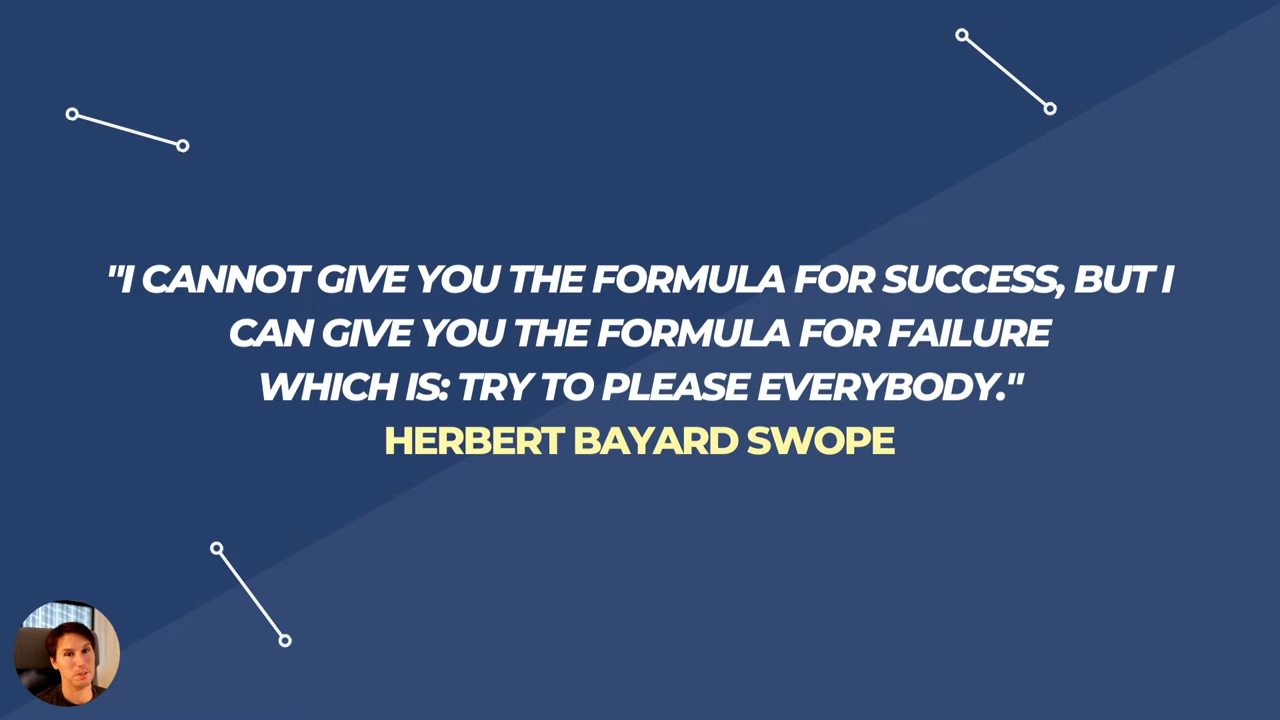 "I CANNOT GIVE YOU THE FORMULA FOR SUCCESS, BUT I
CAN GIVE YOU THE FORMULA FOR FAILURE
WHICH IS: TRY TO PLEASE EVERYBODY."
HERBERT BAYARD SWOPE